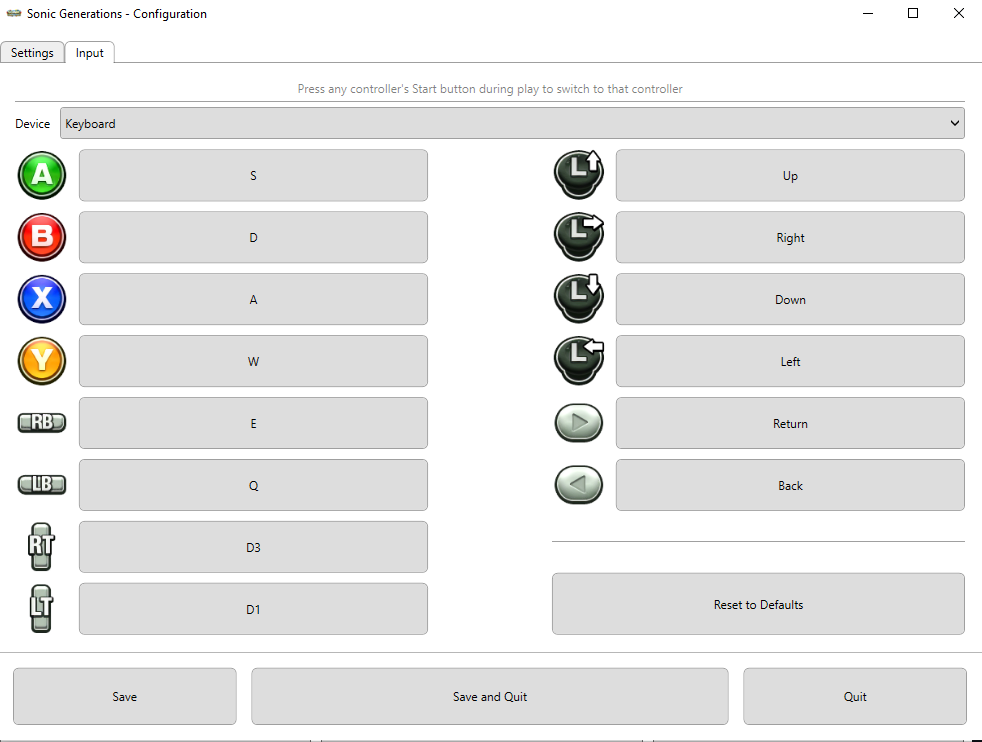 Sonic Generations - Configuration
Settings
Input
Press any controller's Start button during play to switch to that controller
Device
Keyboard
A
S
L
Up
B
D
L
Right
X
A
L
Down
Y
W
L
Left
RB
E
Return
LB
Q
Back
RT
D3
LT
D1
Reset to Defaults
Save
Save and Quit
Quit